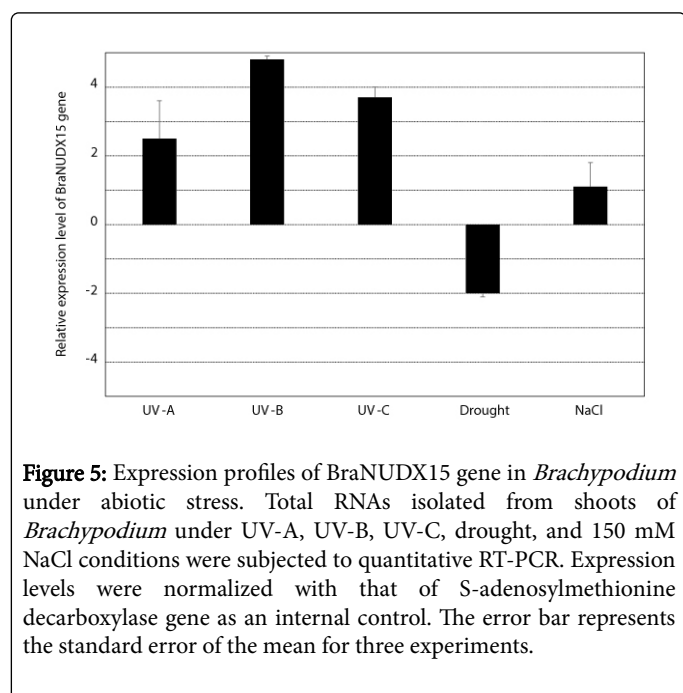 Relative expression level of BraNUDX15 gene
4
2
0
-2
-4
UV-A UV-B UV-C Drought NaCl
Figure 5: Expression profiles of BraNUDX15 gene in Brachypodium
under abiotic stress. Total RNAs isolated from shoots of
Brachypodium under UV-A, UV-B, UV-C, drought, and 150 mM
NaCl conditions were subjected to quantitative RT-PCR. Expression
levels were normalized with that of S-adenosylmethionine
decarboxylase gene as an internal control. The error bar represents
the standard error of the mean for three experiments.